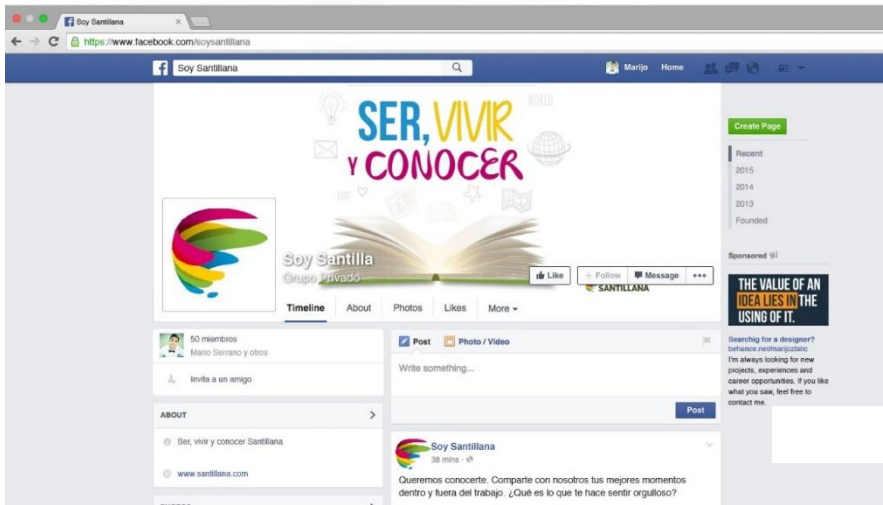 Soy Santillana
https://www.facebook.com/soysantillana
Soy Santillana
Marijo Home
SER, VIVIR
Y CONOCER
WORLD
Create Page
Recent
2015
2014
2013
Founded
Soy Santilla
Grupo Privado
Like
+ Follow
Message
SANTILLANA
Timeline About Photos Likes More
Sponsored
THE VALUE OF AN
IDEA LIES IN THE
USING OF IT.
Searchig for a designer?
behance.net/marijozlatic
I'm always looking for new
projects, experiences and
career opportunities. If you like
what you saw, feel free to
contact me.
50 miembros
Mario Serrano y otros
Invita a un amigo
ABOUT
Ser, vivir y conocer Santillana
www.santillana.com
Post Photo / Video
Write something...
Post
Soy Santillana
38 mins
Queremos conocerte. Comparte con nosotros tus mejores momentos
dentro y fuera del trabajo. ¿Qué es lo que te hace sentir orgulloso?